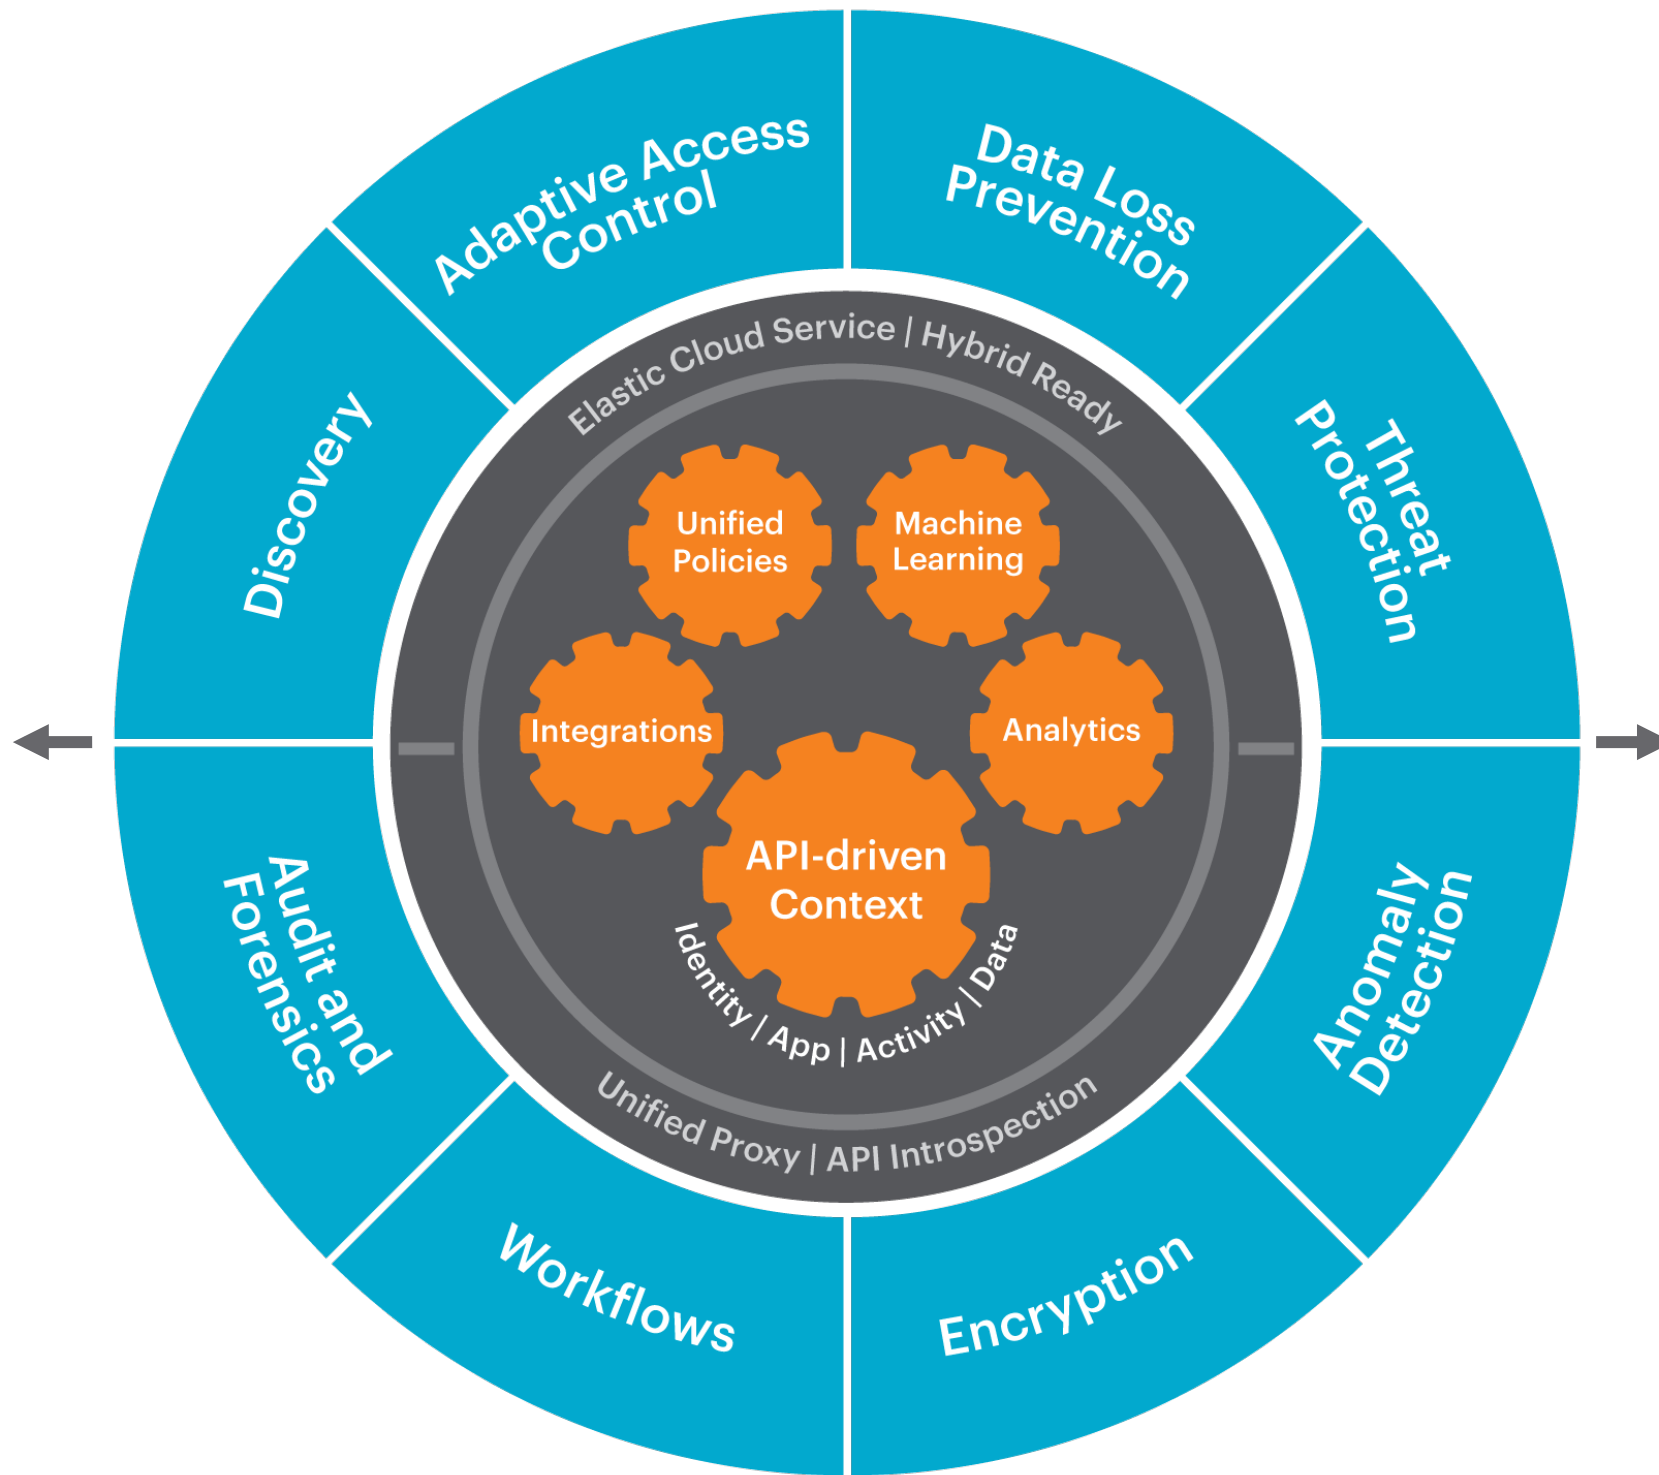 Adaptive Access
Control
Data Loss
Prevention
Threat
Protection
Anomaly
Detection
Encryption
Workflows
Audit and
Forensics
Discovery
Elastic Cloud Service | Hybrid Ready
Unified
Policies
Machine
Learning
Integrations
Analytics
API-driven
Context
Identity | App | Activity | Data
Unified Proxy | API Introspection